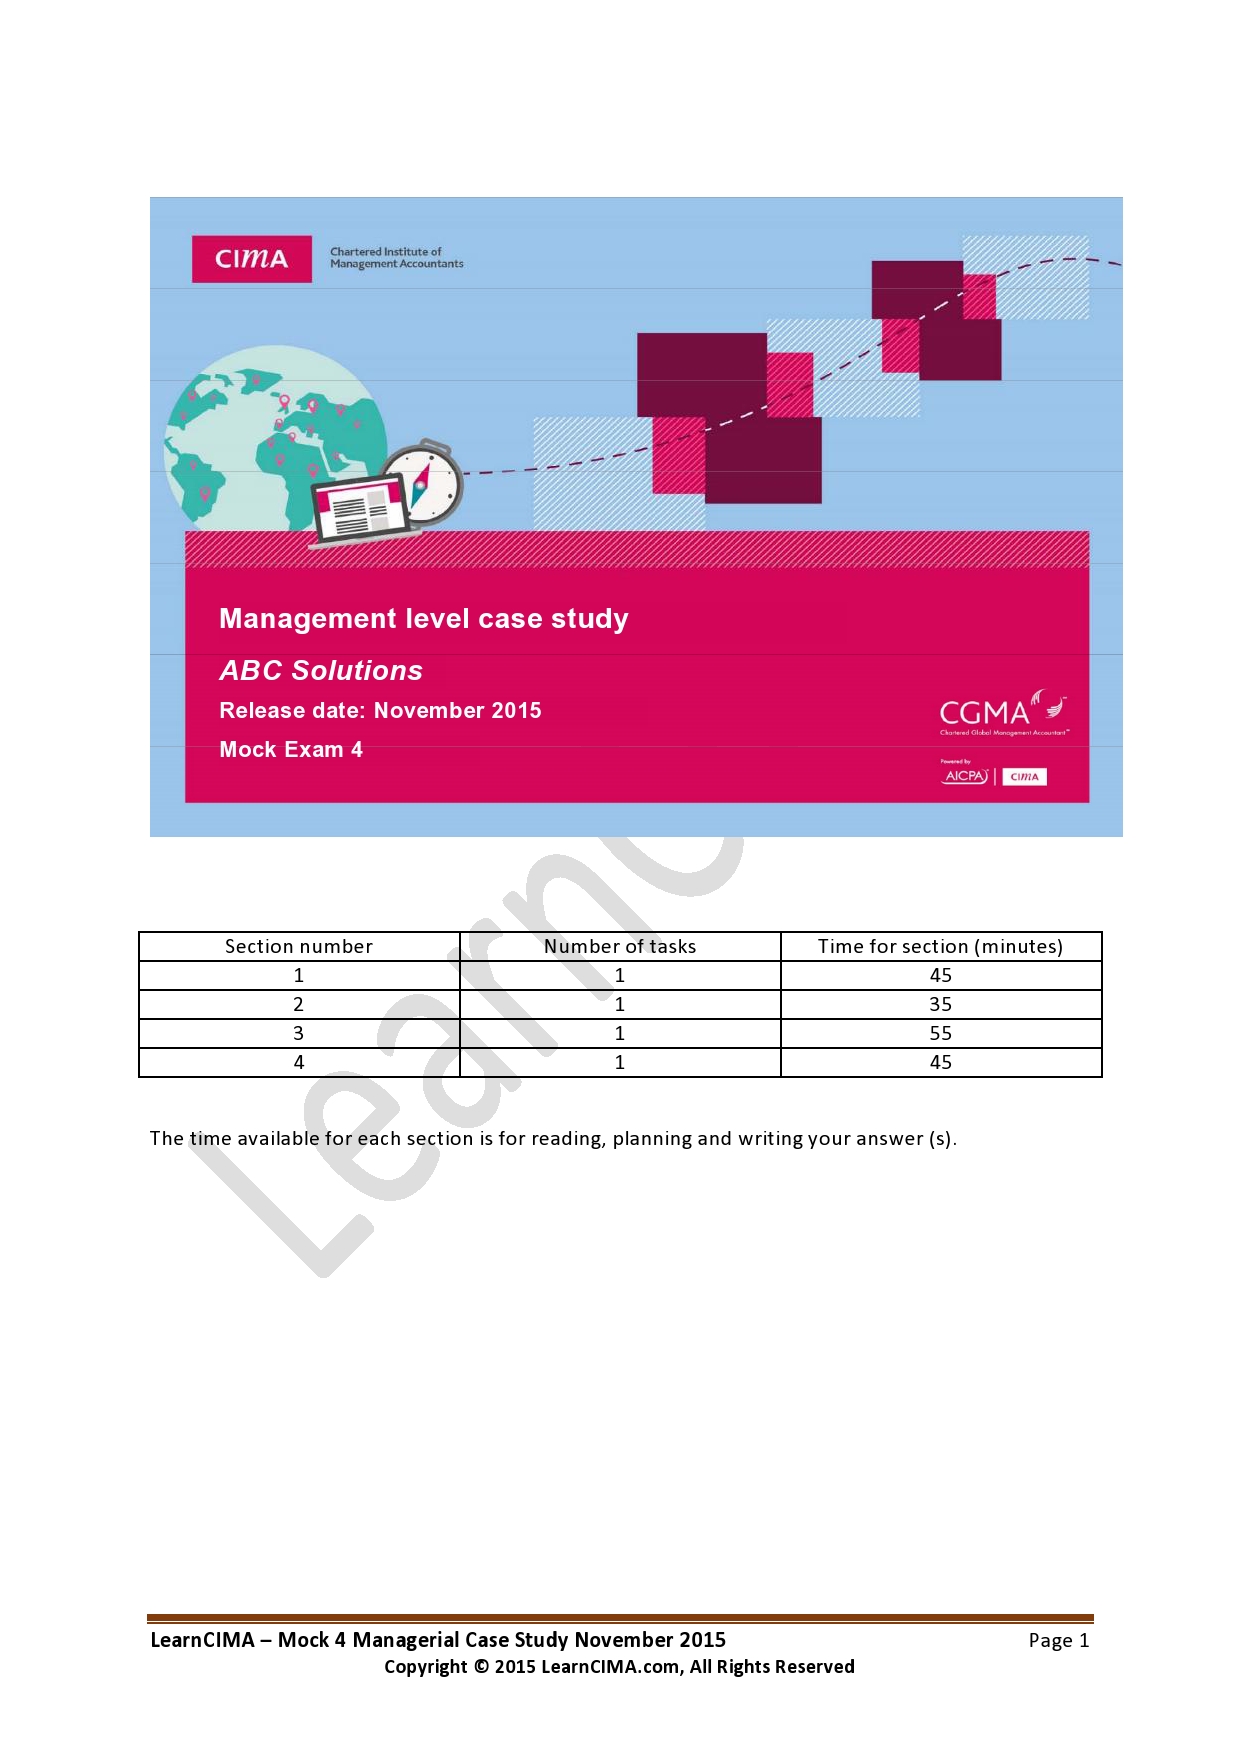 CIMA
Chartered Institute of
Management Accountants
Management level case study
ABC Solutions
Release date: November 2015
Mock Exam 4
CGMA
Chartered Global Management Accountant™
Powered by
AICPA | CIMA
LearnC
Section number Number of tasks Time for section (minutes)
1 1 45
2 1 35
3 1 55
4 1 45
The time available for each section is for reading, planning and writing your answer (s).
LearnCIMA – Mock 4 Managerial Case Study November 2015 Page 1
Copyright © 2015 LearnCIMA.com, All Rights Reserved